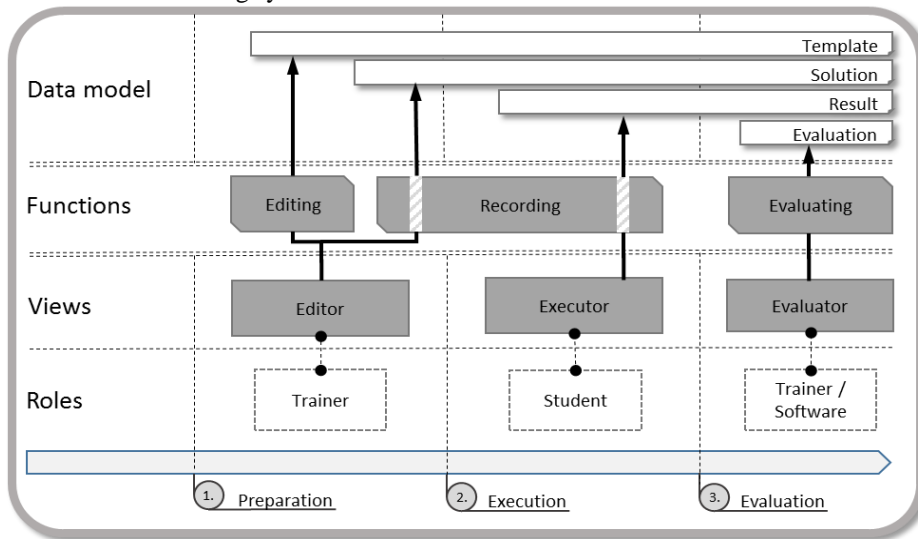 Template
Solution
Data model
Result
Evaluation
Functions
Editing
Recording
Evaluating
Views
Editor
Executor
Evaluator
Roles
Trainer
Student
Trainer /
Software
1. Preparation
2. Execution
3. Evaluation